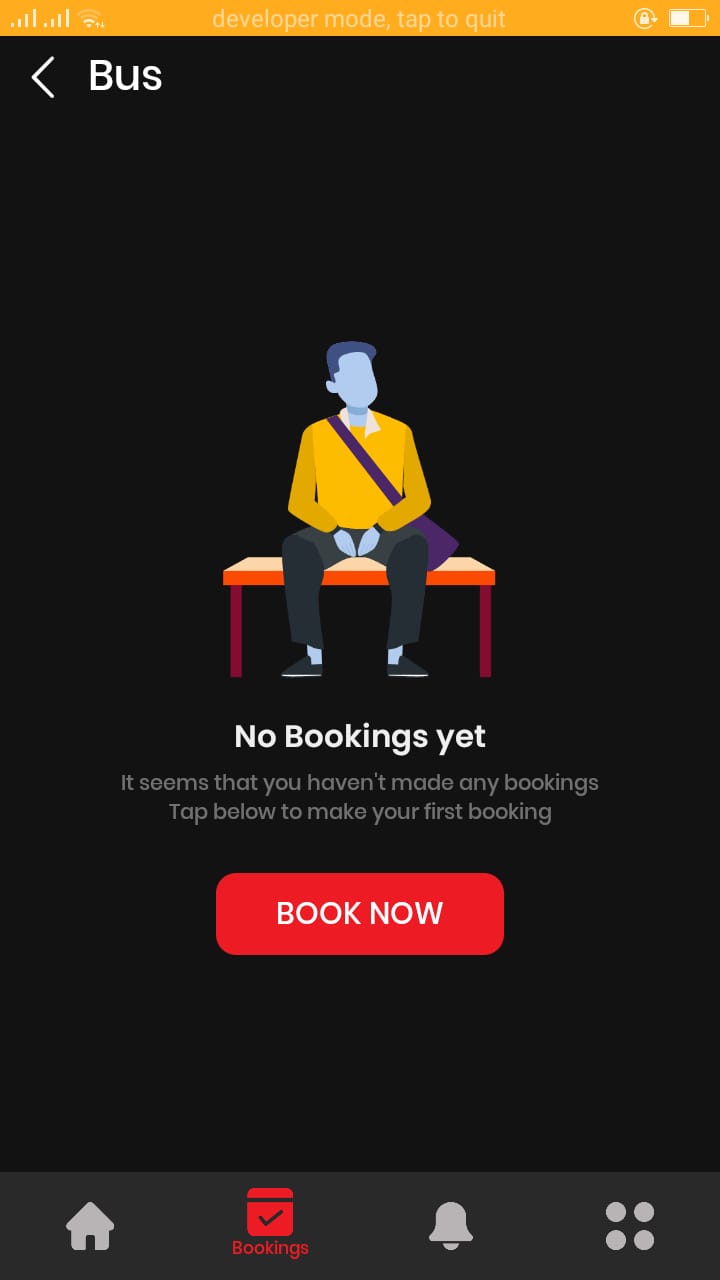 developer mode, tap to quit
Bus
No Bookings yet
It seems that you haven't made any bookings
Tap below to make your first booking
BOOK NOW
Bookings